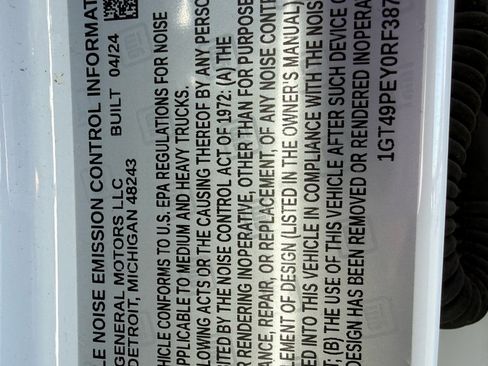 LE NOISE EMISSION CONTROL INFORMAT
GENERAL MOTORS LLC BUILT 04/24
DETROIT, MICHIGAN 48243
EHICLE CONFORMS TO U.S. EPA REGULATIONS FOR NOISE
APPLICABLE TO MEDIUM AND HEAVY TRUCKS.
LLOWING ACTS OR THE CAUSING THEREOF BY ANY PERSO
ITED BY THE NOISE CONTROL ACT OF 1972: (A) THE
R RENDERING INOPERATIVE, OTHER THAN FOR PURPOSE
ANCE, REPAIR, OR REPLACEMENT, OF ANY NOISE CONT
LEMENT OF DESIGN (LISTED IN THE OWNER'S MANUAL)
ED INTO THIS VEHICLE IN COMPLIANCE WITH THE NOIS
T; (B) THE USE OF THIS VEHICLE AFTER SUCH DEVICE O
DESIGN HAS BEEN REMOVED OR RENDERED INOPERA
1GT49PEY0RF387